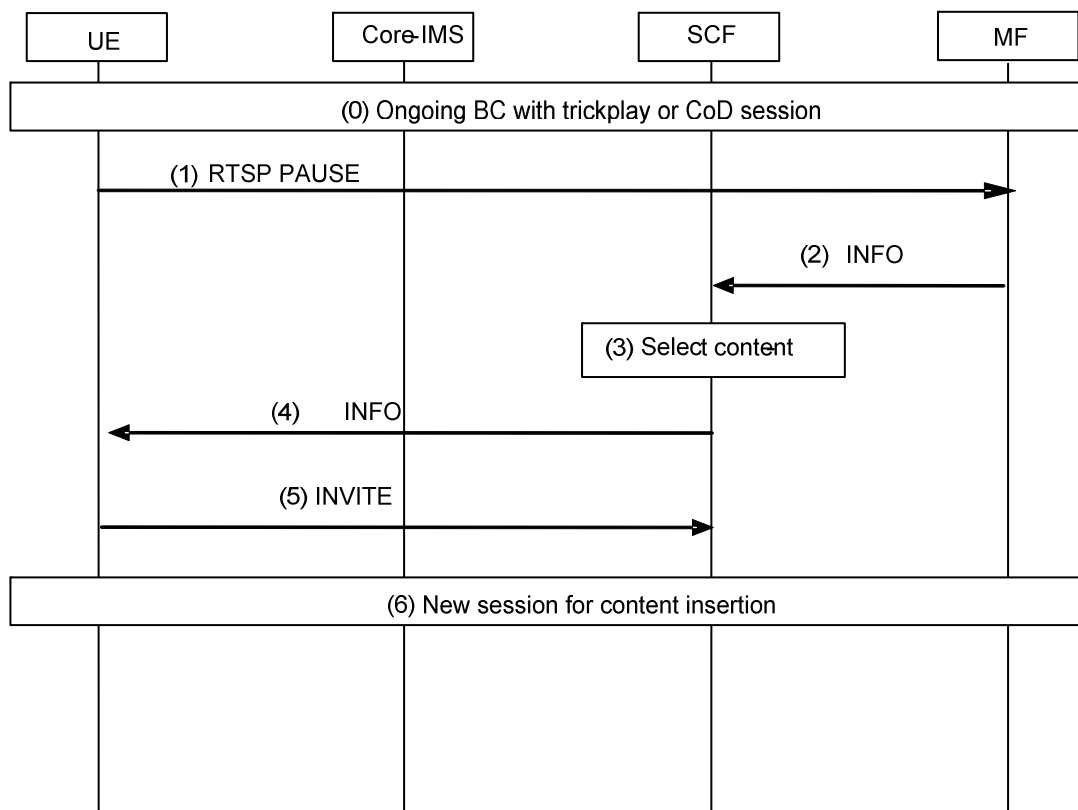 UE
Core-IMS
SCF
MF
(0) Ongoing BC with trickplay or CoD session
(1) RTSP PAUSE
(2) INFO
(3) Select content
(4) INFO
(5) INVITE
(6) New session for content insertion